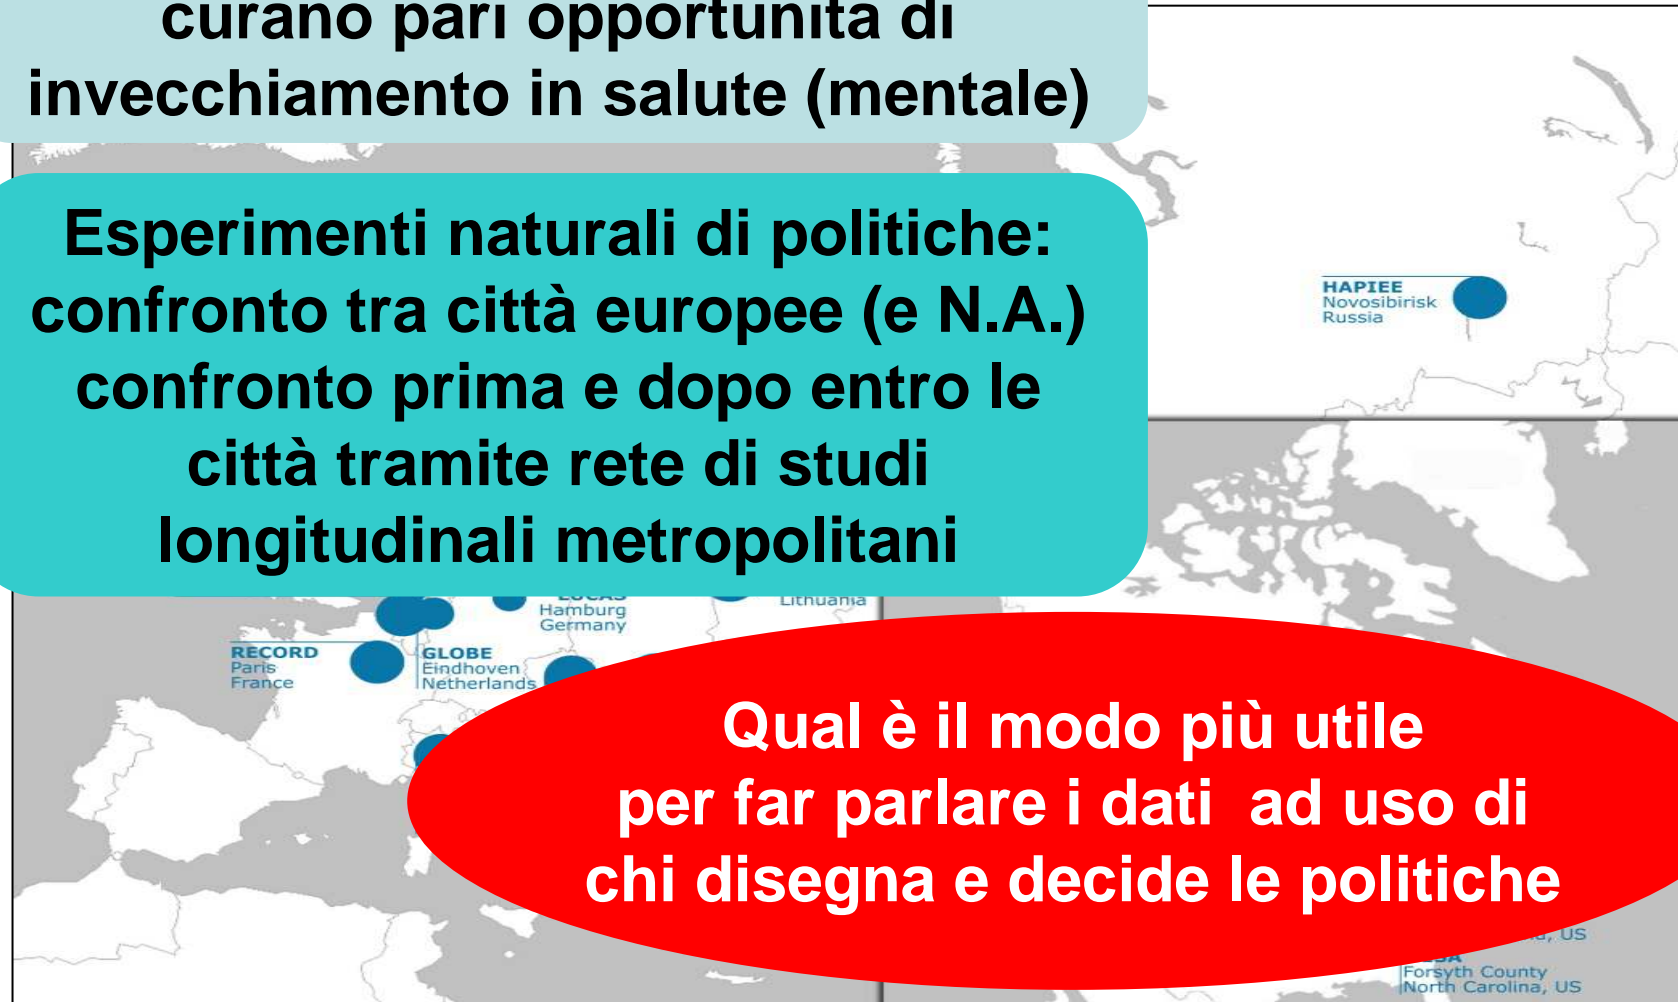 curano pari opportunità di
invecchiamento in salute (mentale)
Esperimenti naturali di politiche:
confronto tra città europee (e N.A.)
confronto prima e dopo entro le
città tramite rete di studi
longitudinali metropolitani
HAPIEE
Novosibirisk
Russia
LUCAS
Hamburg
Germany
Lithuania
RECORD
Paris
France
GLOBE
Eindhoven
Netherlands
Qual è il modo più utile
per far parlare i dati ad uso di
chi disegna e decide le politiche
US
Forsyth County
North Carolina, US